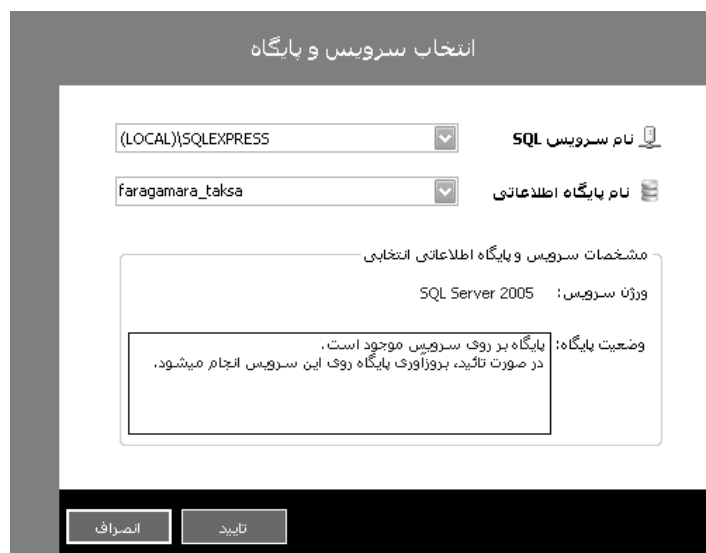 انتخاب سرویس و پایگاه
نام سرویس SQL
(LOCAL)\SQLEXPRESS
نام پایگاه اطلاعاتی
faragamara_taksa
مشخصات سرویس و پایگاه اطلاعاتی انتخابی
ورژن سرویس: SQL Server 2005
وضعیت پایگاه: پایگاه بر روی سرویس موجود است.
در صورت تائید، بروزآوری پایگاه روی این سرویس انجام میشود.
تایید
انصراف